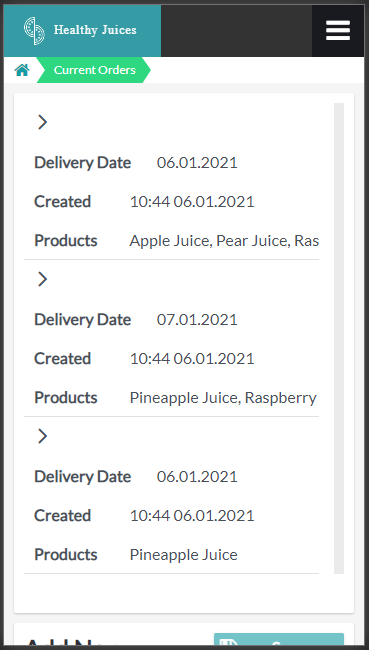 Healthy Juices
Current Orders
Delivery Date 06.01.2021
Created 10:44 06.01.2021
Products Apple Juice, Pear Juice, Ras
Delivery Date 07.01.2021
Created 10:44 06.01.2021
Products Pineapple Juice, Raspberry
Delivery Date 06.01.2021
Created 10:44 06.01.2021
Products Pineapple Juice